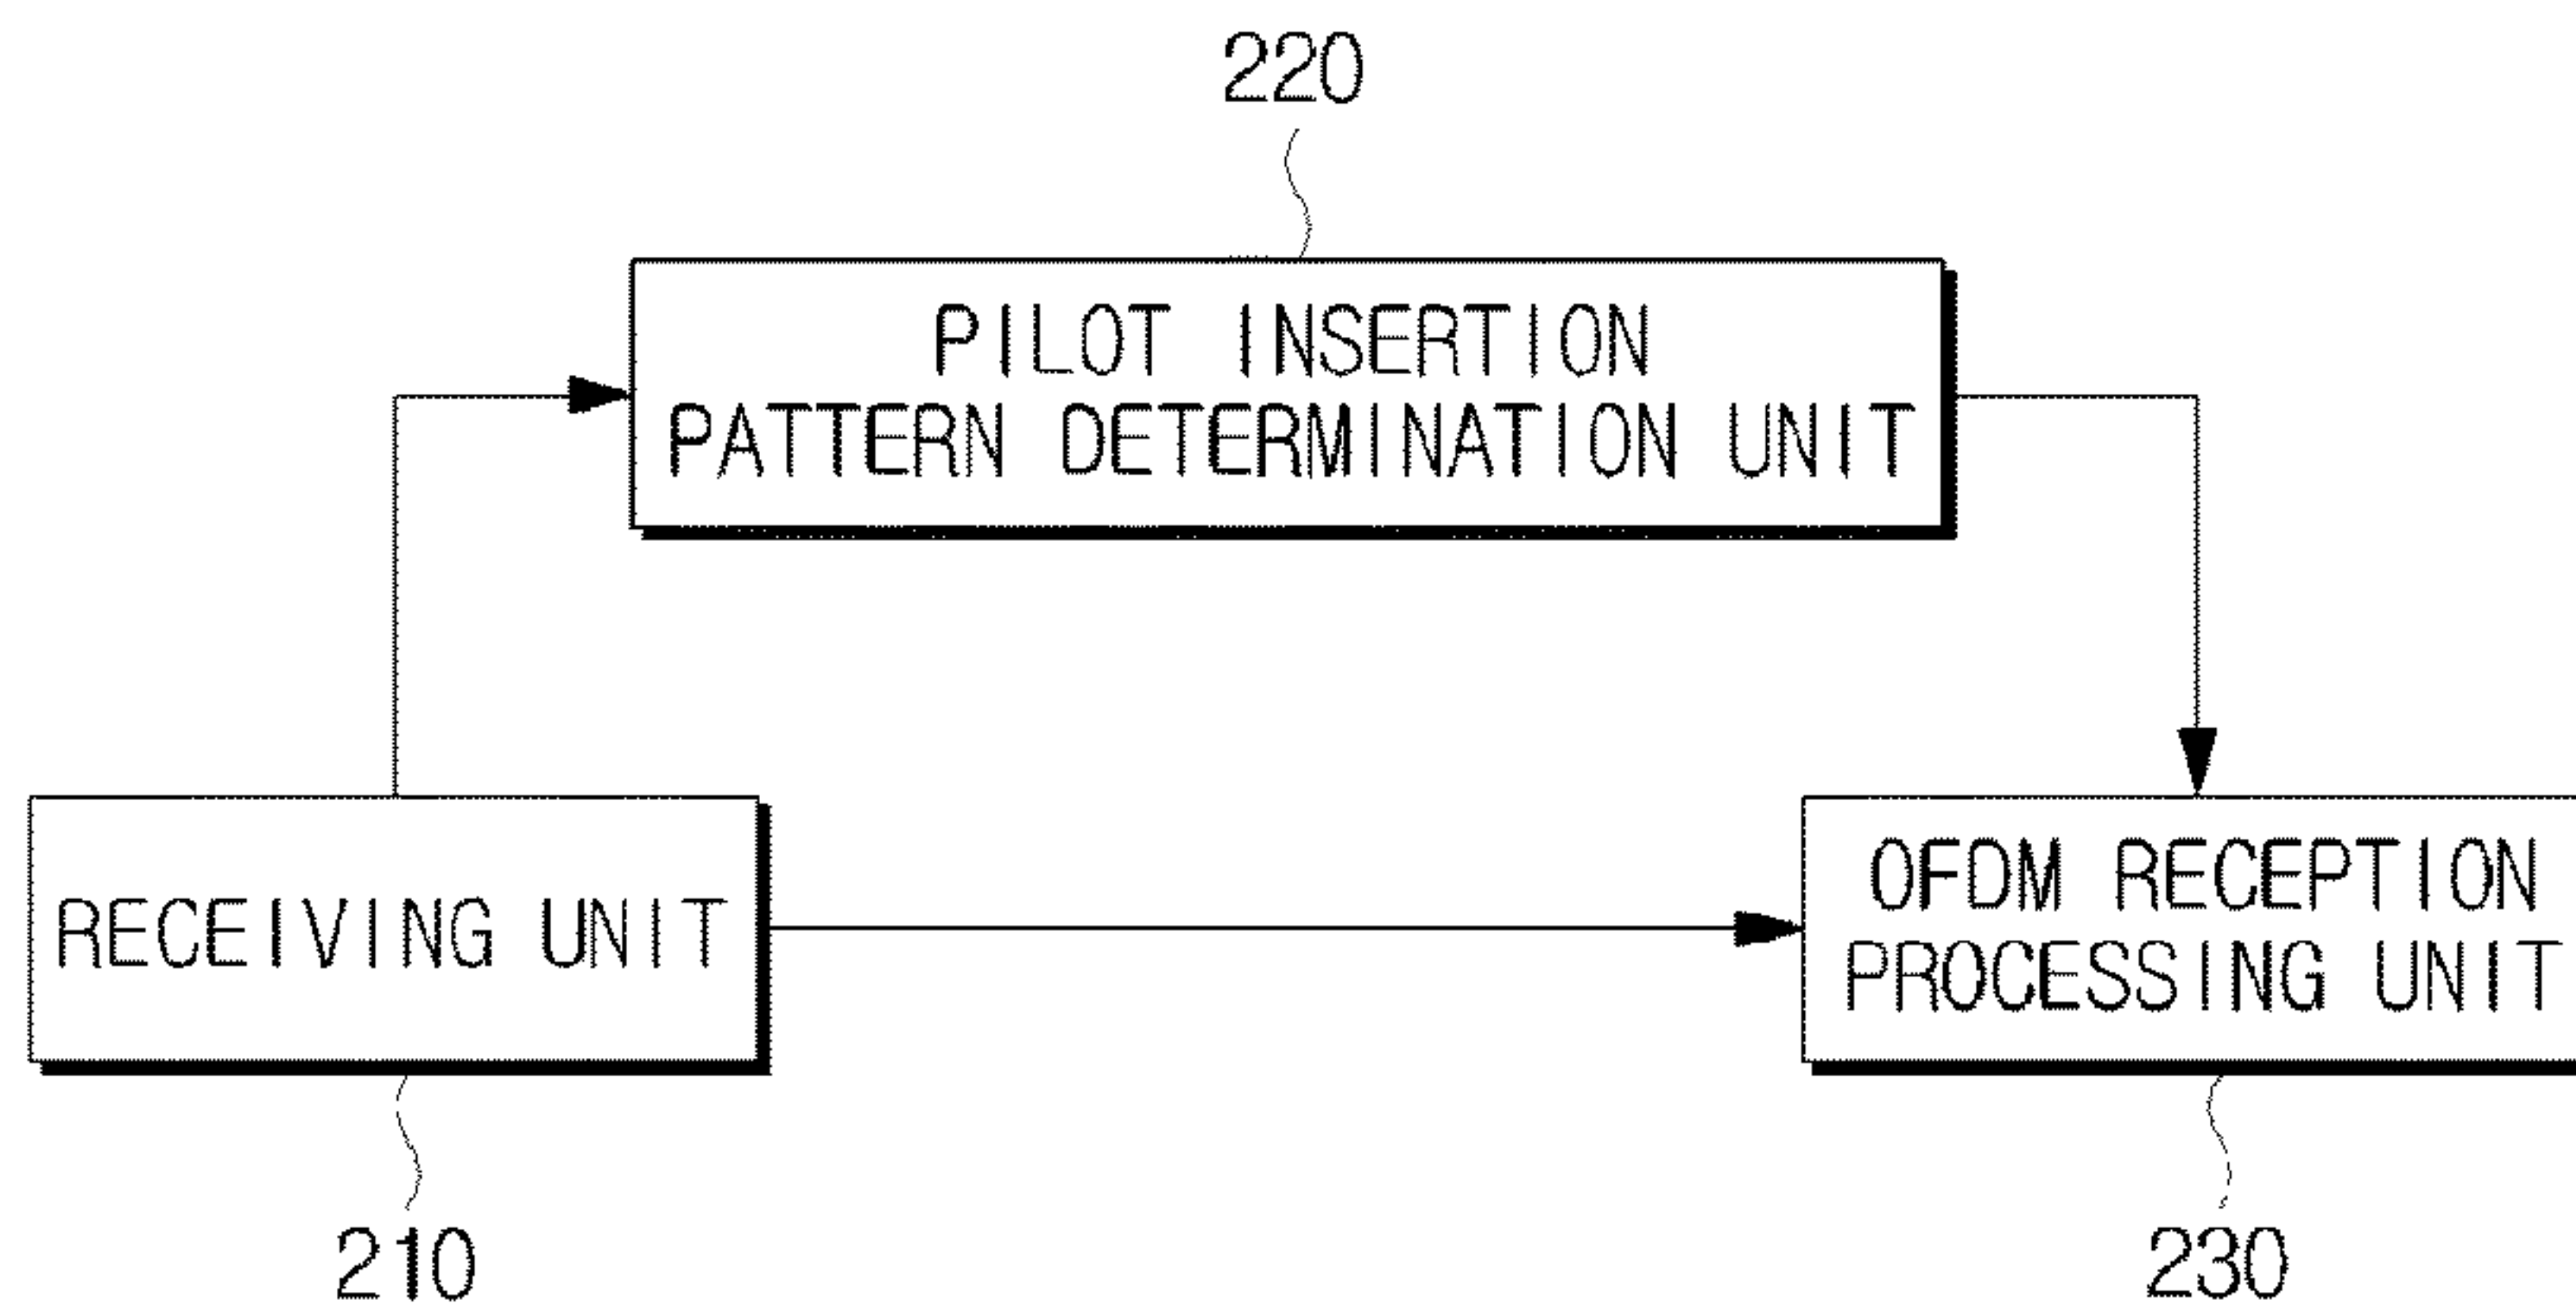 220
PILOT INSERTION
PATTERN DETERMINATION UNIT
RECEIVING UNIT
OFDM RECEPTION
PROCESSING UNIT
210
230